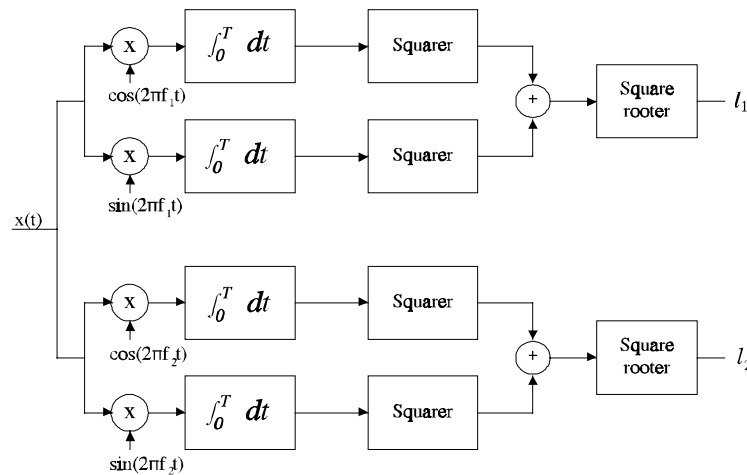 x ∫₀ᵀ dt Squarer
cos(2πf₁t)
+ Square rooter l₁
x ∫₀ᵀ dt Squarer
sin(2πf₁t)
x(t)
x ∫₀ᵀ dt Squarer
cos(2πf₂t)
+ Square rooter l₂
x ∫₀ᵀ dt Squarer
sin(2πf₂t)